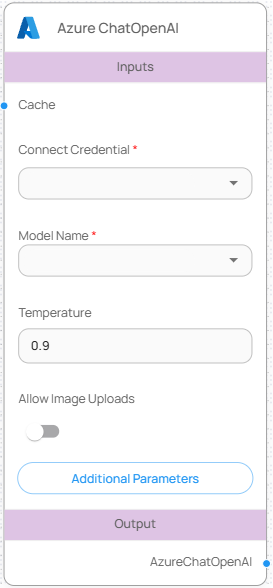 Azure ChatOpenAI
Inputs
Cache
Connect Credential *
Model Name *
Temperature
0.9
Allow Image Uploads
Additional Parameters
Output
AzureChatOpenAI